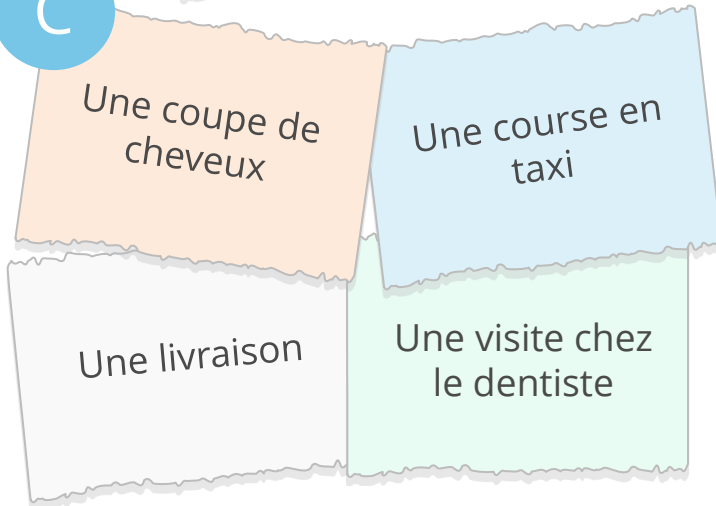 C
Une coupe de
cheveux
Une course en
taxi
Une livraison
Une visite chez
le dentiste